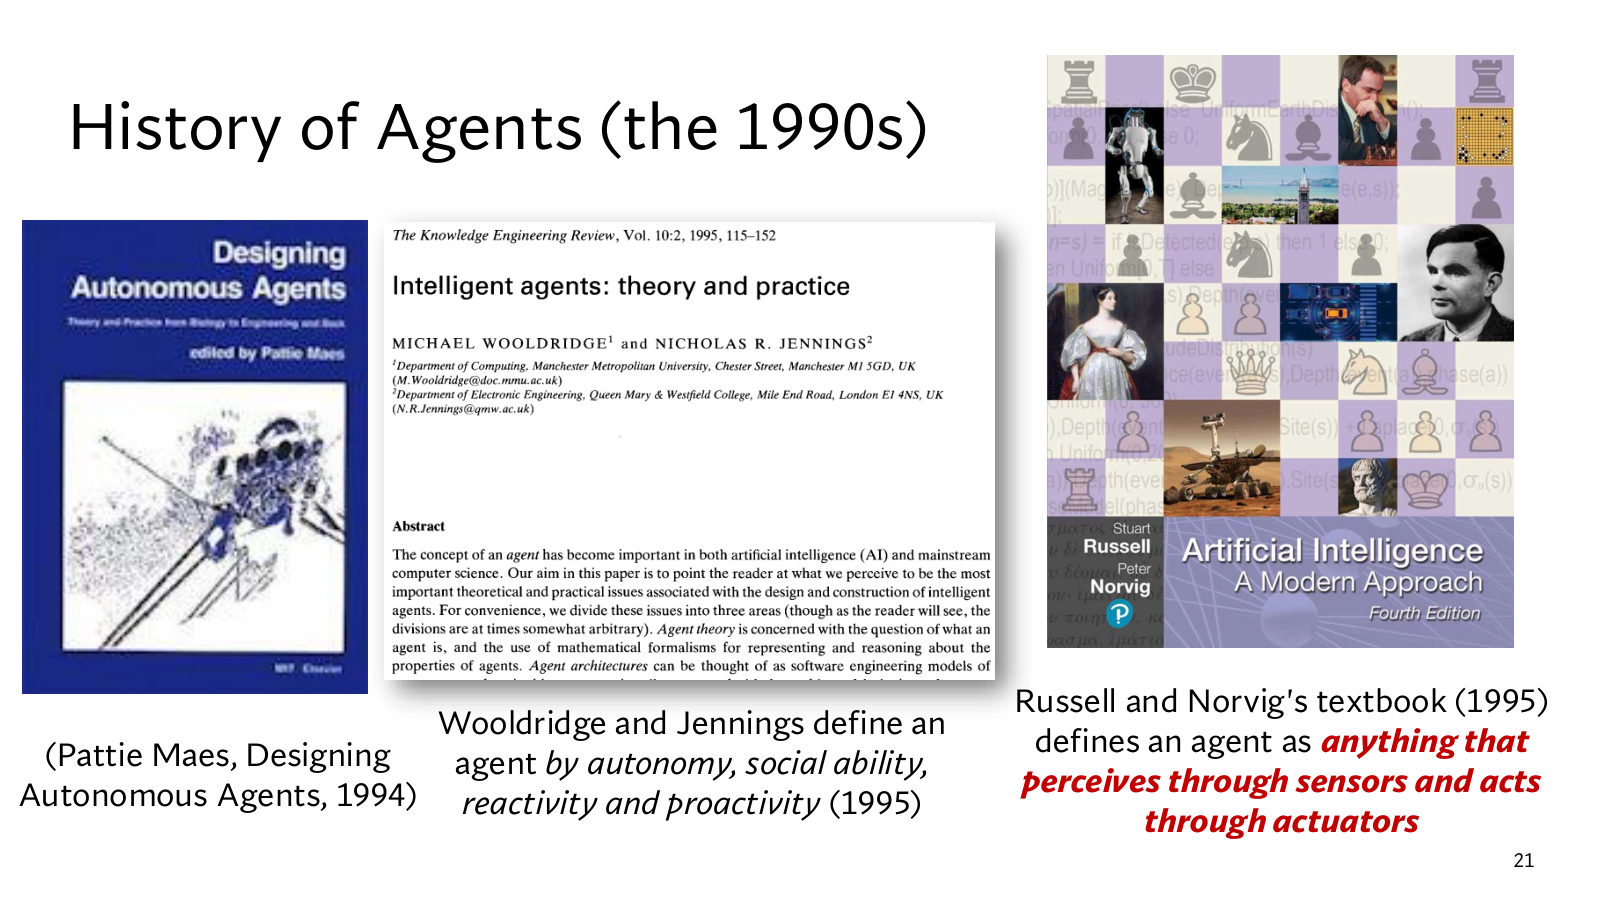 History of Agents (the 1990s)
Designing
Autonomous Agents
Theory and Practice from Biology to Engineering and Back
edited by Pattie Maes
MIT Elsevier
(Pattie Maes, Designing
Autonomous Agents, 1994)
The Knowledge Engineering Review, Vol. 10:2, 1995, 115–152
Intelligent agents: theory and practice
MICHAEL WOOLDRIDGE¹ and NICHOLAS R. JENNINGS²
¹Department of Computing, Manchester Metropolitan University, Chester Street, Manchester M1 5GD, UK
(M.Wooldridge@doc.mmu.ac.uk)
²Department of Electronic Engineering, Queen Mary & Westfield College, Mile End Road, London E1 4NS, UK
(N.R.Jennings@qmw.ac.uk)
Abstract
The concept of an agent has become important in both artificial intelligence (AI) and mainstream
computer science. Our aim in this paper is to point the reader at what we perceive to be the most
important theoretical and practical issues associated with the design and construction of intelligent
agents. For convenience, we divide these issues into three areas (though as the reader will see, the
divisions are at times somewhat arbitrary). Agent theory is concerned with the question of what an
agent is, and the use of mathematical formalisms for representing and reasoning about the
properties of agents. Agent architectures can be thought of as software engineering models of
Wooldridge and Jennings define an
agent by autonomy, social ability,
reactivity and proactivity (1995)
Stuart
Russell
Peter
Norvig
P
Artificial Intelligence
A Modern Approach
Fourth Edition
Russell and Norvig's textbook (1995)
defines an agent as anything that
perceives through sensors and acts
through actuators
21